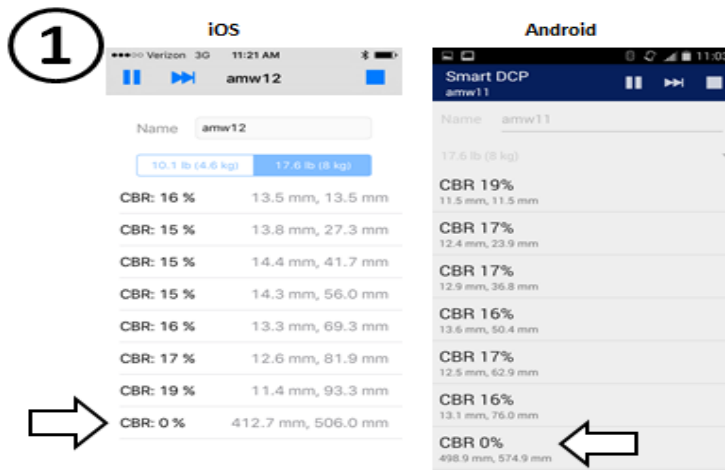 1
iOS
Android
Verizon 3G 11:21 AM
amw12
Name amw12
10.1 lb (4.6 kg) 17.6 lb (8 kg)
CBR: 16 % 13.5 mm, 13.5 mm
CBR: 15 % 13.8 mm, 27.3 mm
CBR: 15 % 14.4 mm, 41.7 mm
CBR: 15 % 14.3 mm, 56.0 mm
CBR: 16 % 13.3 mm, 69.3 mm
CBR: 17 % 12.6 mm, 81.9 mm
CBR: 19 % 11.4 mm, 93.3 mm
CBR: 0 % 412.7 mm, 506.0 mm
11:03
Smart DCP
amw11
Name amw11
17.6 lb (8 kg)
CBR 19%
11.5 mm, 11.5 mm
CBR 17%
12.4 mm, 23.9 mm
CBR 17%
12.9 mm, 36.8 mm
CBR 16%
13.6 mm, 50.4 mm
CBR 17%
12.5 mm, 62.9 mm
CBR 16%
13.1 mm, 76.0 mm
CBR 0%
498.9 mm, 574.9 mm